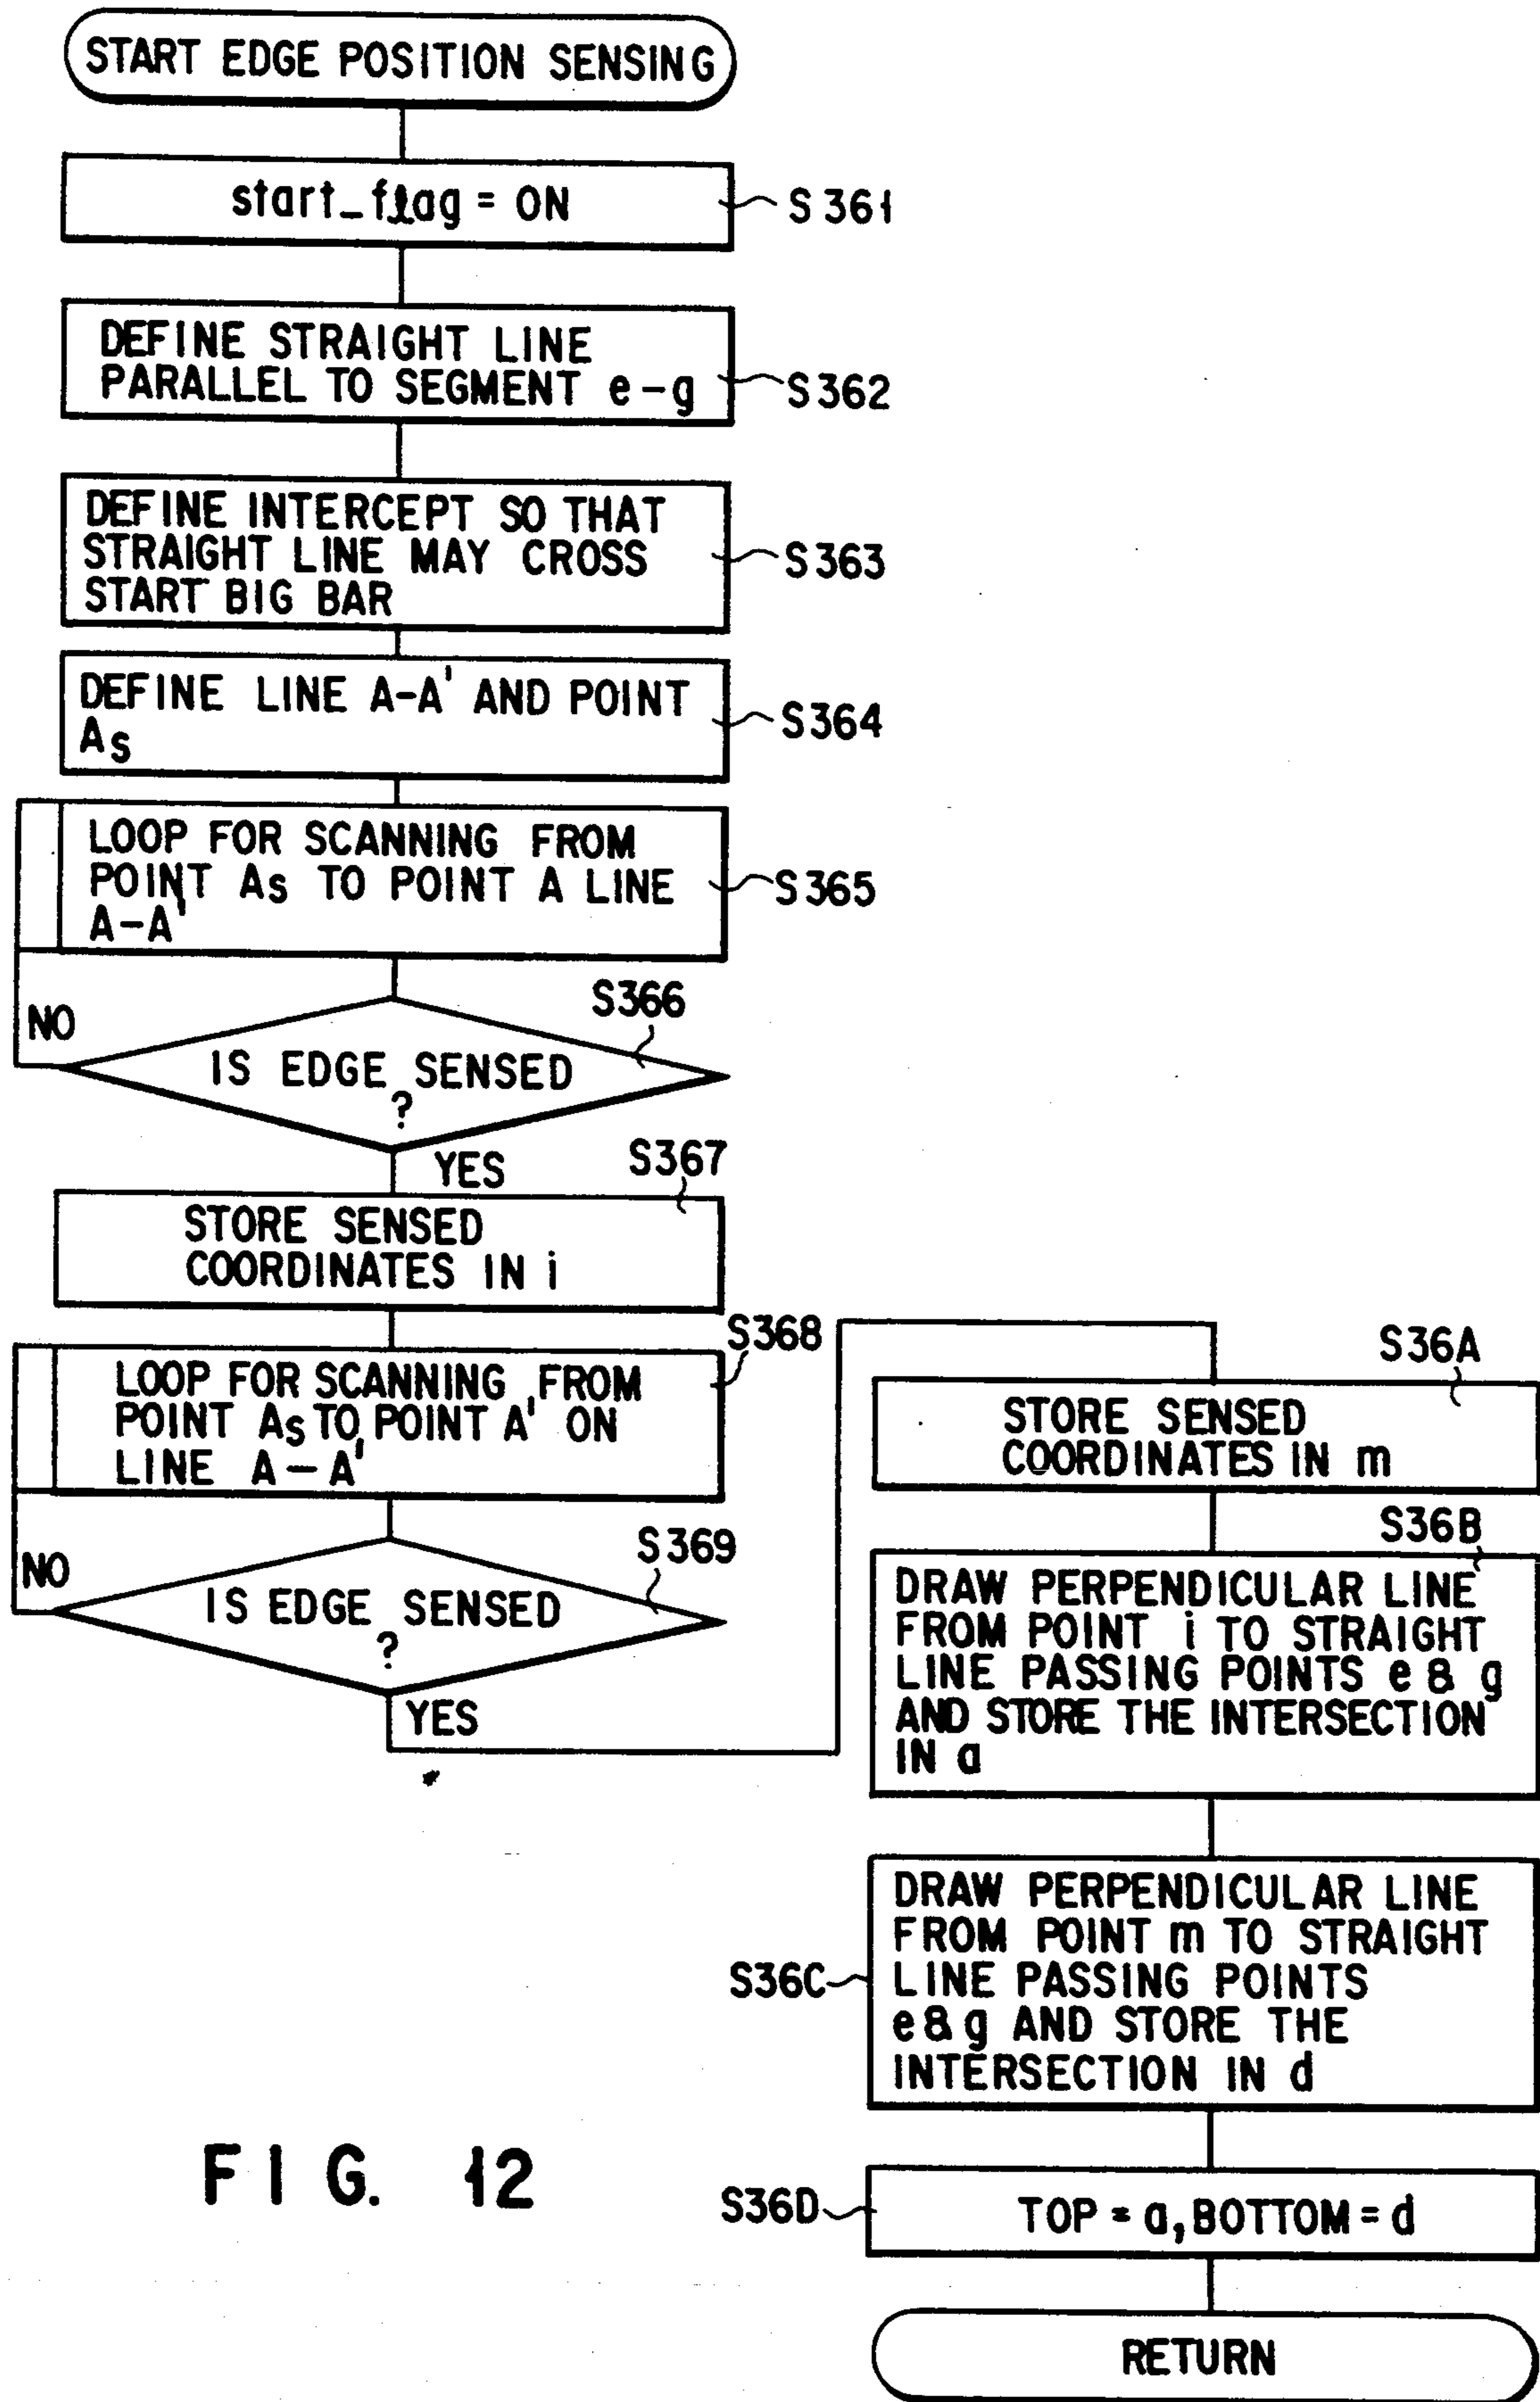 START EDGE POSITION SENSING
start_flag = ON
S361
DEFINE STRAIGHT LINE
PARALLEL TO SEGMENT e-g
S362
DEFINE INTERCEPT SO THAT
STRAIGHT LINE MAY CROSS
START BIG BAR
S363
DEFINE LINE A-A' AND POINT
As
S364
LOOP FOR SCANNING FROM
POINT As TO POINT A LINE
A-A'
S365
S366
NO
IS EDGE SENSED
?
YES
S367
STORE SENSED
COORDINATES IN i
S368
LOOP FOR SCANNING FROM
POINT As TO POINT A' ON
LINE A-A'
S369
NO
IS EDGE SENSED
?
YES
S36A
STORE SENSED
COORDINATES IN m
S36B
DRAW PERPENDICULAR LINE
FROM POINT i TO STRAIGHT
LINE PASSING POINTS e & g
AND STORE THE INTERSECTION
IN a
S36C
DRAW PERPENDICULAR LINE
FROM POINT m TO STRAIGHT
LINE PASSING POINTS
e & g AND STORE THE
INTERSECTION IN d
S36D
TOP = a, BOTTOM = d
RETURN
FIG. 12